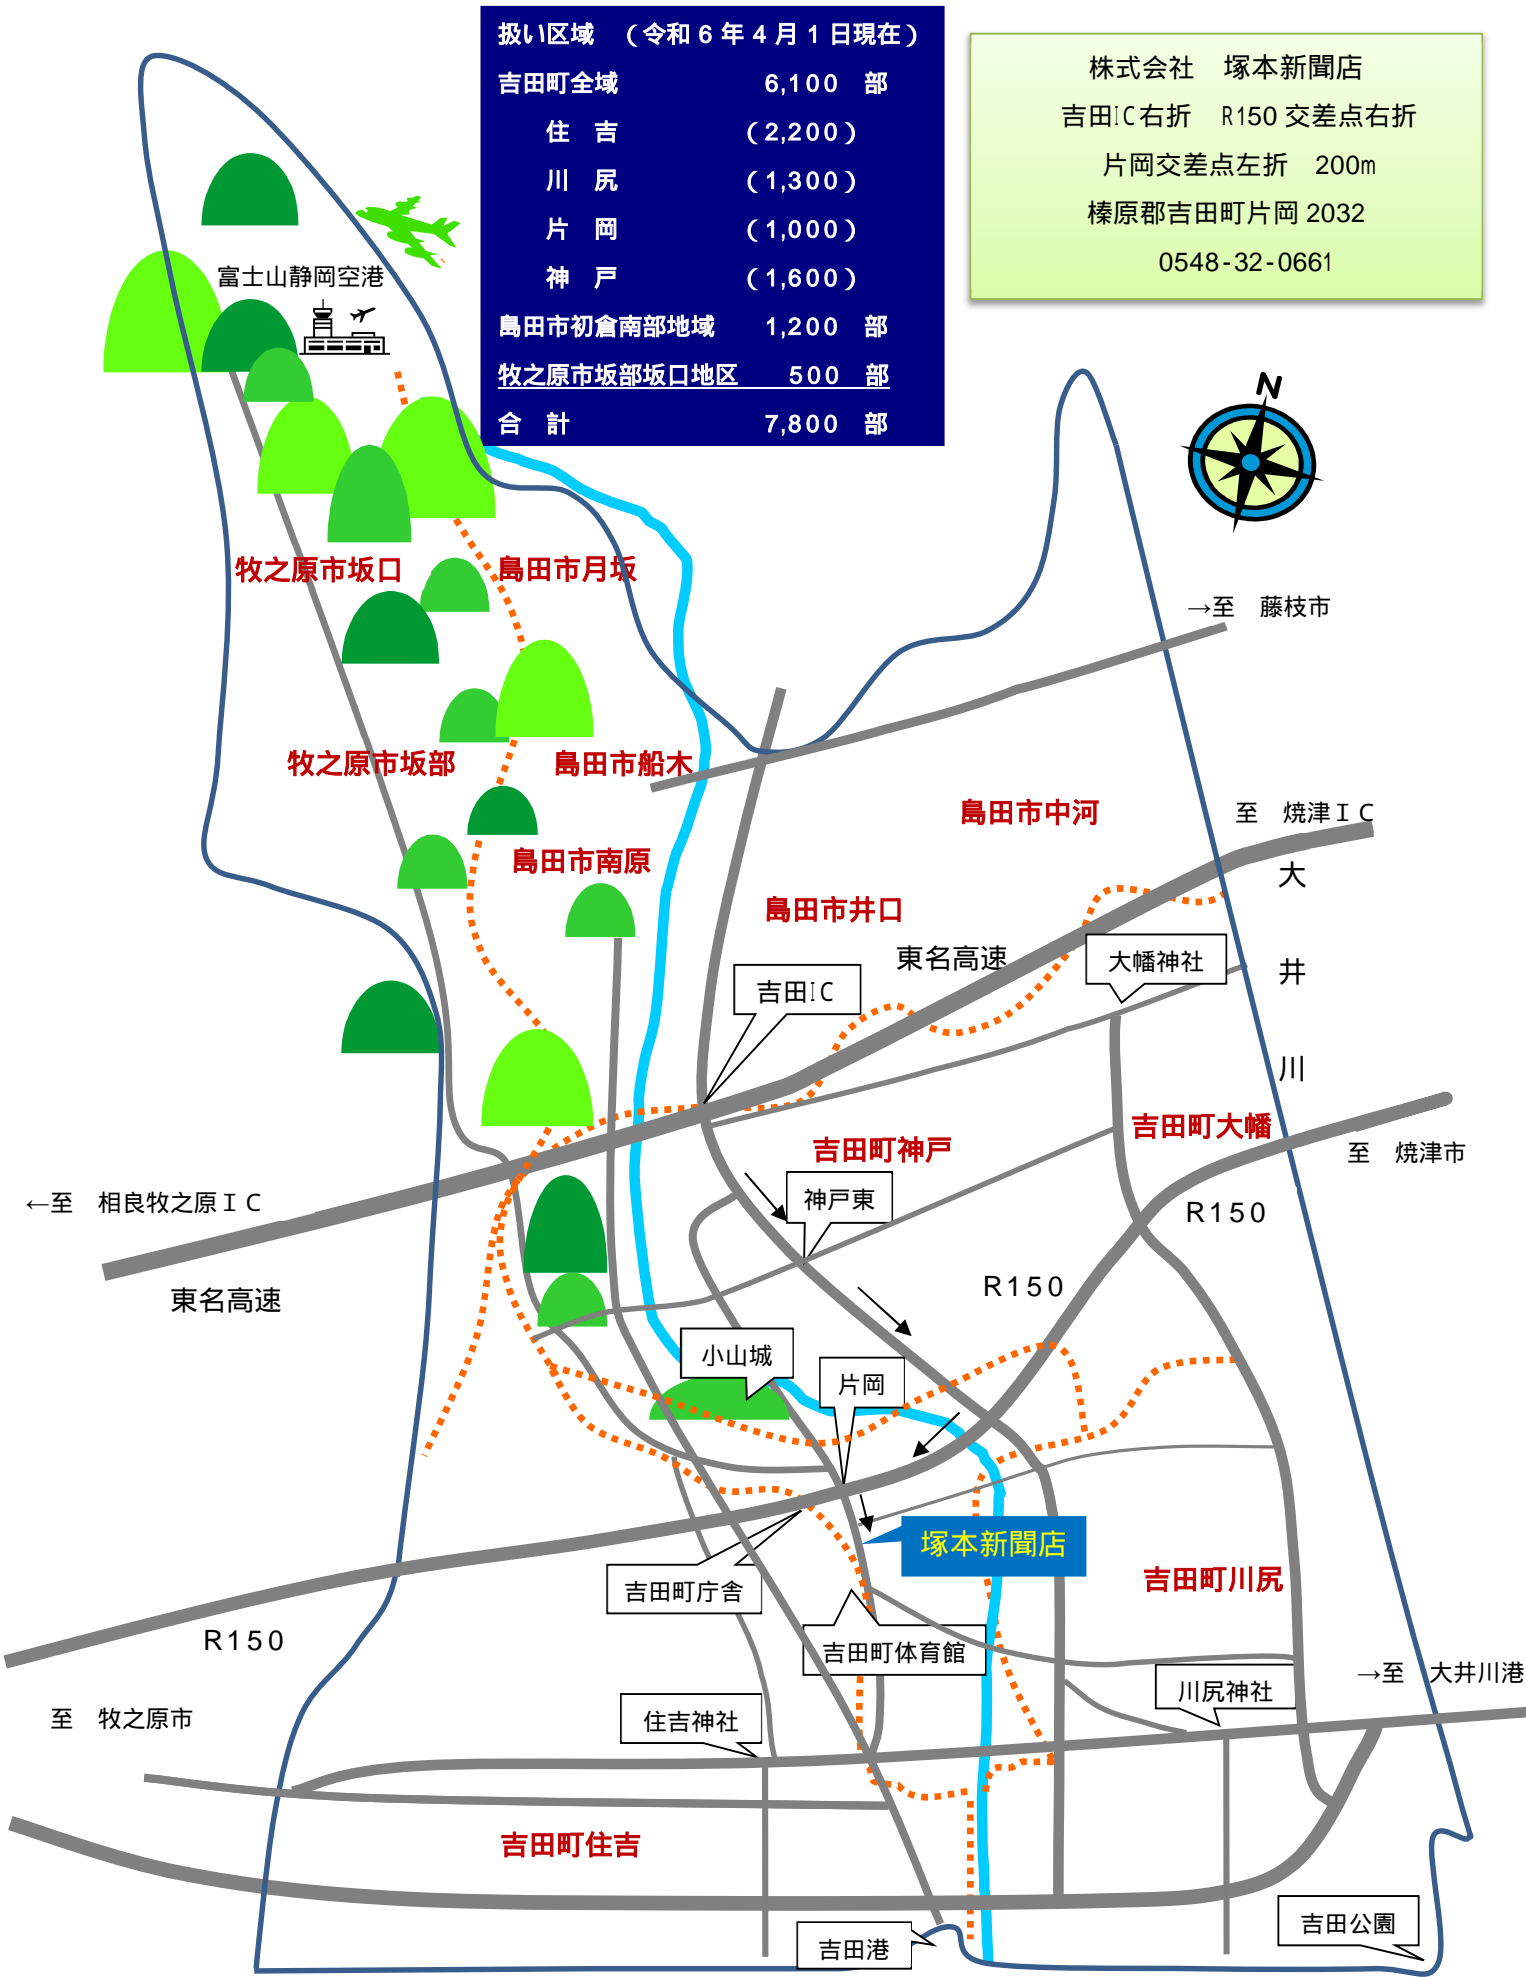 扱い区域　（令和６年４月１日現在）
吉田町全域　6,100　部
住　吉　（2,200）
川　尻　（1,300）
片　岡　（1,000）
神　戸　（1,600）
島田市初倉南部地域　1,200　部
牧之原市坂部坂口地区　500　部
合　計　7,800　部
株式会社　塚本新聞店
吉田IC右折　R150交差点右折
片岡交差点左折　200m
榛原郡吉田町片岡2032
0548-32-0661
富士山静岡空港
N
牧之原市坂口
島田市月坂
→至　藤枝市
牧之原市坂部
島田市船木
島田市中河
至　焼津ＩＣ
島田市南原
大
井
川
島田市井口
東名高速
大幡神社
吉田IC
吉田町大幡
吉田町神戸
至　焼津市
神戸東
←至　相良牧之原ＩＣ
R150
東名高速
R150
小山城
片岡
塚本新聞店
吉田町庁舎
吉田町川尻
R150
吉田町体育館
→至　大井川港
川尻神社
至　牧之原市
住吉神社
吉田町住吉
吉田公園
吉田港